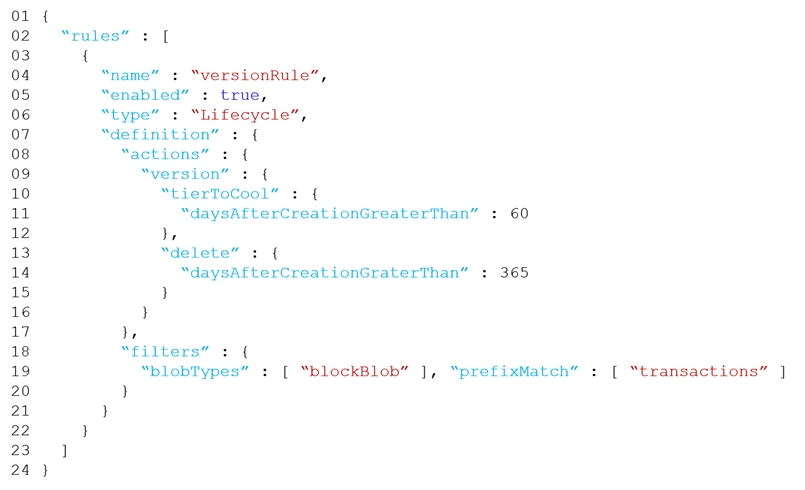 01 {
02   “rules” : [
03     {
04       “name” : “versionRule”,
05       “enabled” : true,
06       “type” : “Lifecycle”,
07       “definition” : {
08         “actions” : {
09           “version” : {
10             “tierToCool” : {
11               “daysAfterCreationGreaterThan” : 60
12             },
13             “delete” : {
14               “daysAfterCreationGraterThan” : 365
15             }
16           }
17         },
18         “filters” : {
19           “blobTypes” : [ “blockBlob” ], “prefixMatch” : [ “transactions” ]
20         }
21       }
22     }
23   ]
24 }